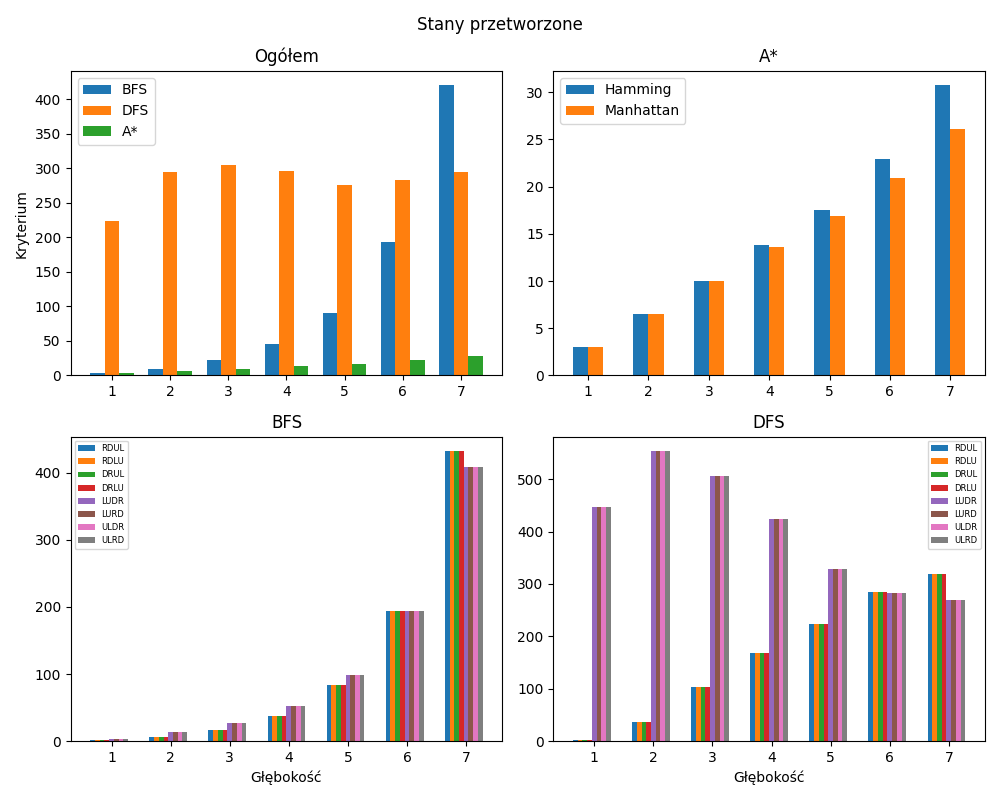 Stany przetworzone
Ogółem
BFS
DFS
A*
Kryterium
400
350
300
250
200
150
100
50
0
1 2 3 4 5 6 7
A*
Hamming
Manhattan
30
25
20
15
10
5
0
1 2 3 4 5 6 7
BFS
RDUL
RDLU
DRUL
DRLU
LUDR
LURD
ULDR
ULRD
400
300
200
100
0
1 2 3 4 5 6 7
Głębokość
DFS
RDUL
RDLU
DRUL
DRLU
LUDR
LURD
ULDR
ULRD
500
400
300
200
100
0
1 2 3 4 5 6 7
Głębokość